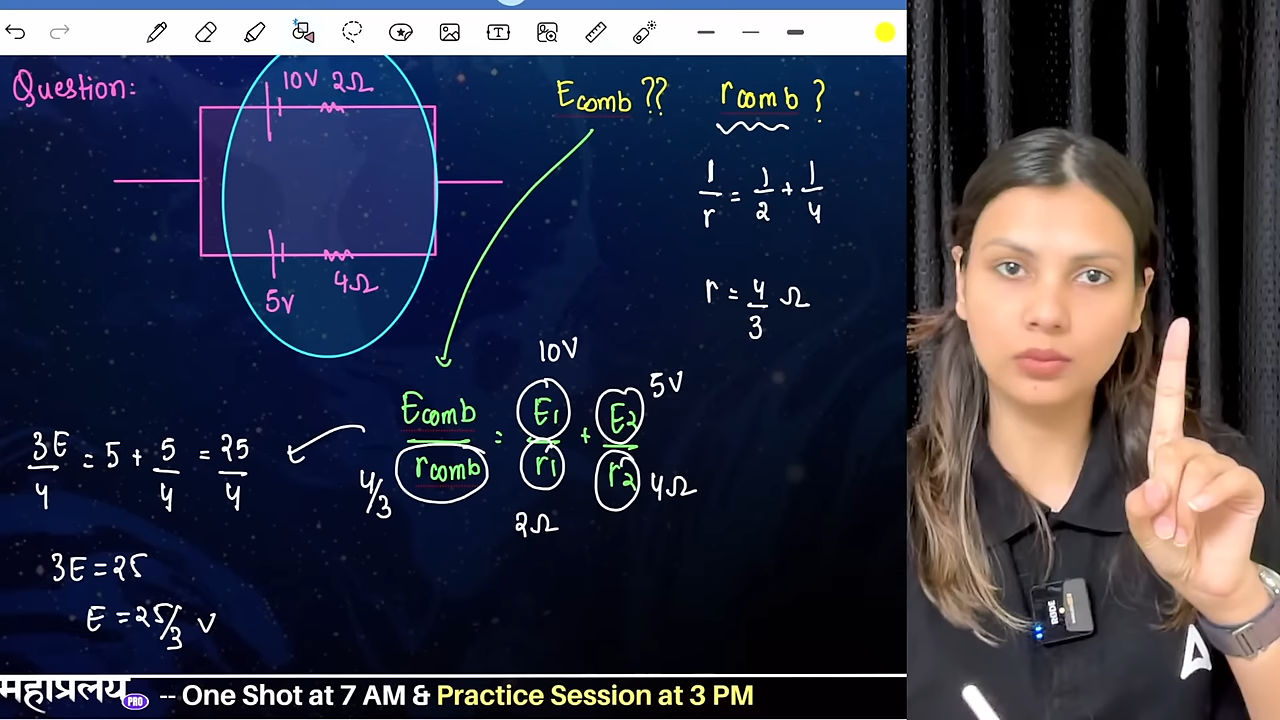 Question:
10V 2Ω
5V
4Ω
Ecomb ??
rcomb ?
1/r = 1/2 + 1/4
r = 4/3 Ω
10V
5V
Ecomb/rcomb = E1/r1 + E2/r2
4/3
2Ω
4Ω
3E/4 = 5 + 5/4 = 25/4
3E = 25
E = 25/3 V
RODE
महाप्रलय PRO -- One Shot at 7 AM & Practice Session at 3 PM